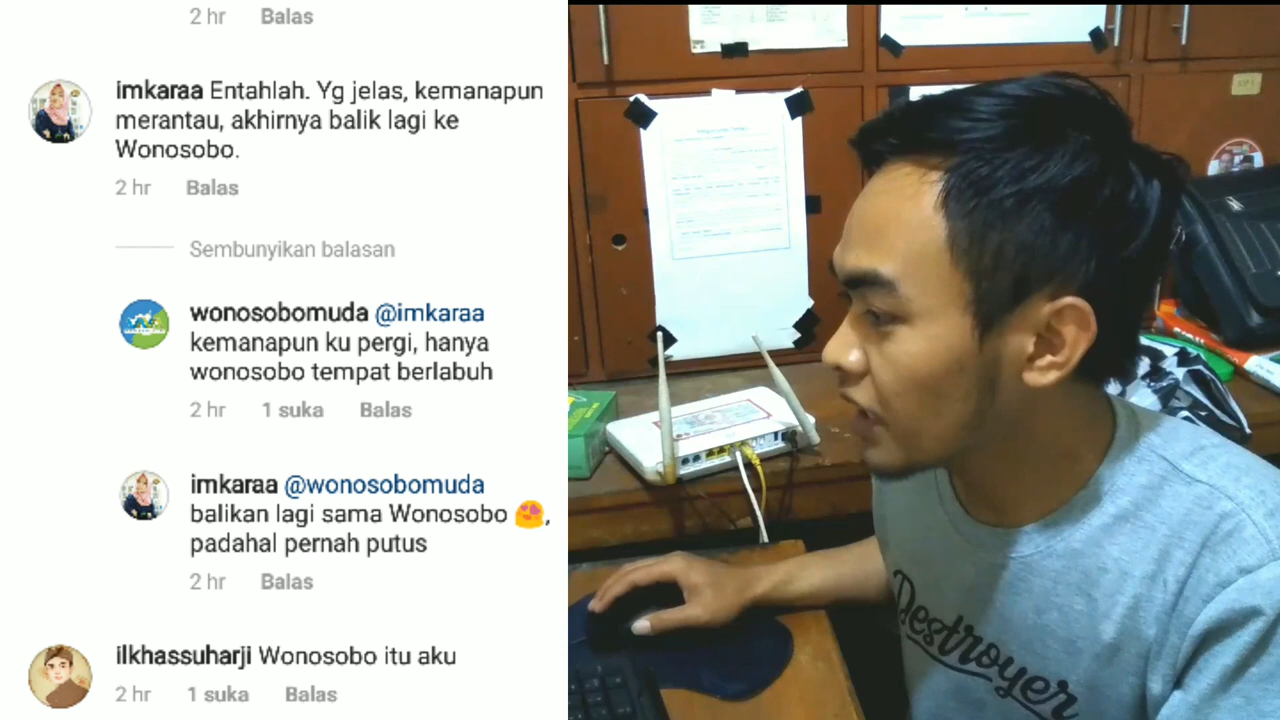 2 hr Balas
imkaraa Entahlah. Yg jelas, kemanapun
merantau, akhirnya balik lagi ke
Wonosobo.
2 hr Balas
Sembunyikan balasan
wonosobomuda @imkaraa
kemanapun ku pergi, hanya
wonosobo tempat berlabuh
2 hr 1 suka Balas
imkaraa @wonosobomuda
balikan lagi sama Wonosobo 😍,
padahal pernah putus
2 hr Balas
ilkhassuharji Wonosobo itu aku
2 hr 1 suka Balas
Destroyer